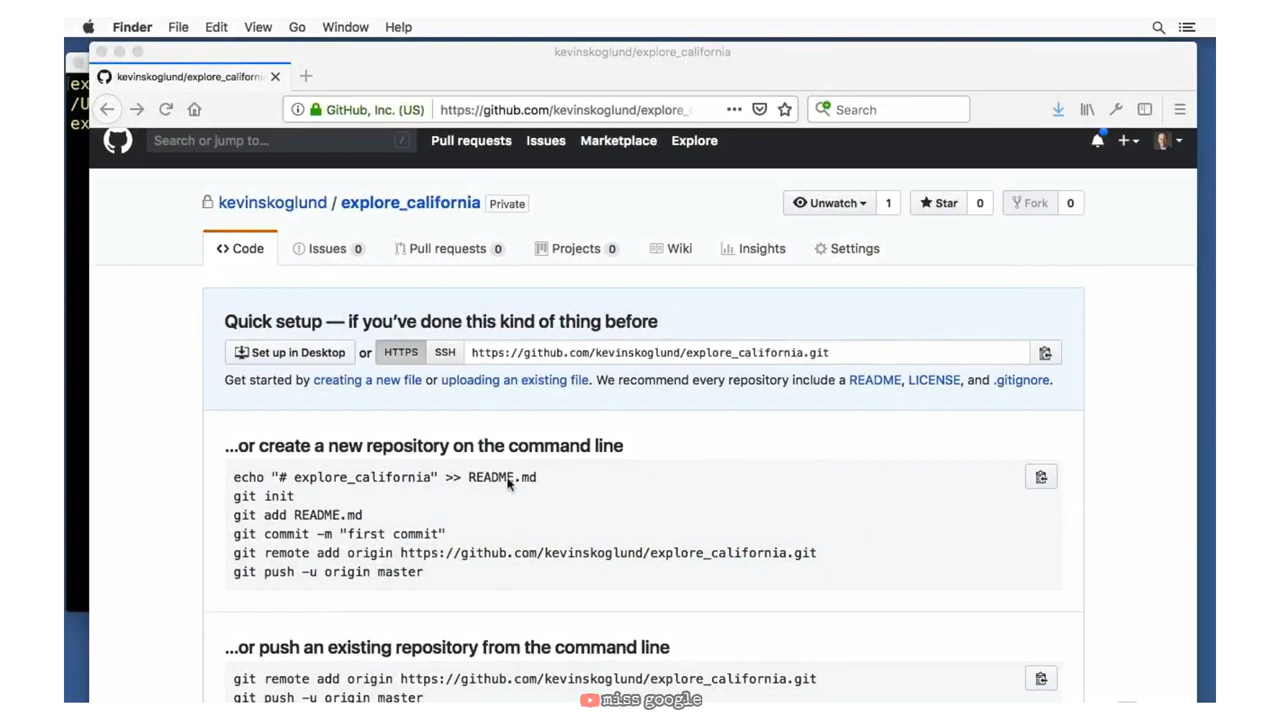 Finder File Edit View Go Window Help
kevinskoglund/explore_california
kevinskoglund/explore_californi
GitHub, Inc. (US) https://github.com/kevinskoglund/explore_ Search
Search or jump to... / Pull requests Issues Marketplace Explore
kevinskoglund / explore_california Private Unwatch 1 Star 0 Fork 0
Code Issues 0 Pull requests 0 Projects 0 Wiki Insights Settings
Quick setup — if you’ve done this kind of thing before
Set up in Desktop or HTTPS SSH https://github.com/kevinskoglund/explore_california.git
Get started by creating a new file or uploading an existing file. We recommend every repository include a README, LICENSE, and .gitignore.
…or create a new repository on the command line
echo "# explore_california" >> README.md
git init
git add README.md
git commit -m "first commit"
git remote add origin https://github.com/kevinskoglund/explore_california.git
git push -u origin master
…or push an existing repository from the command line
git remote add origin https://github.com/kevinskoglund/explore_california.git
git push -u origin master
miss google
ex
/U
ex